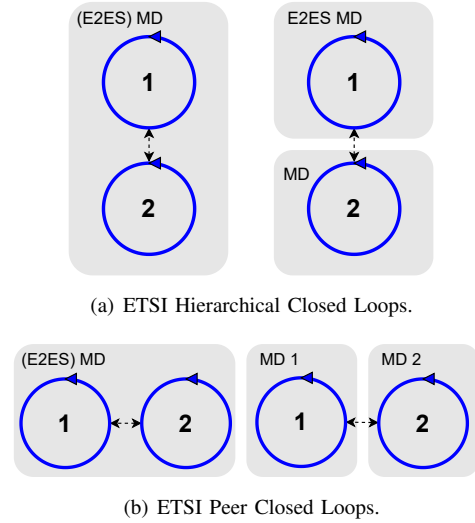 (E2ES) MD
1
2
E2ES MD
1
MD
2
(a) ETSI Hierarchical Closed Loops.
(E2ES) MD
1
2
MD 1
1
MD 2
2
(b) ETSI Peer Closed Loops.